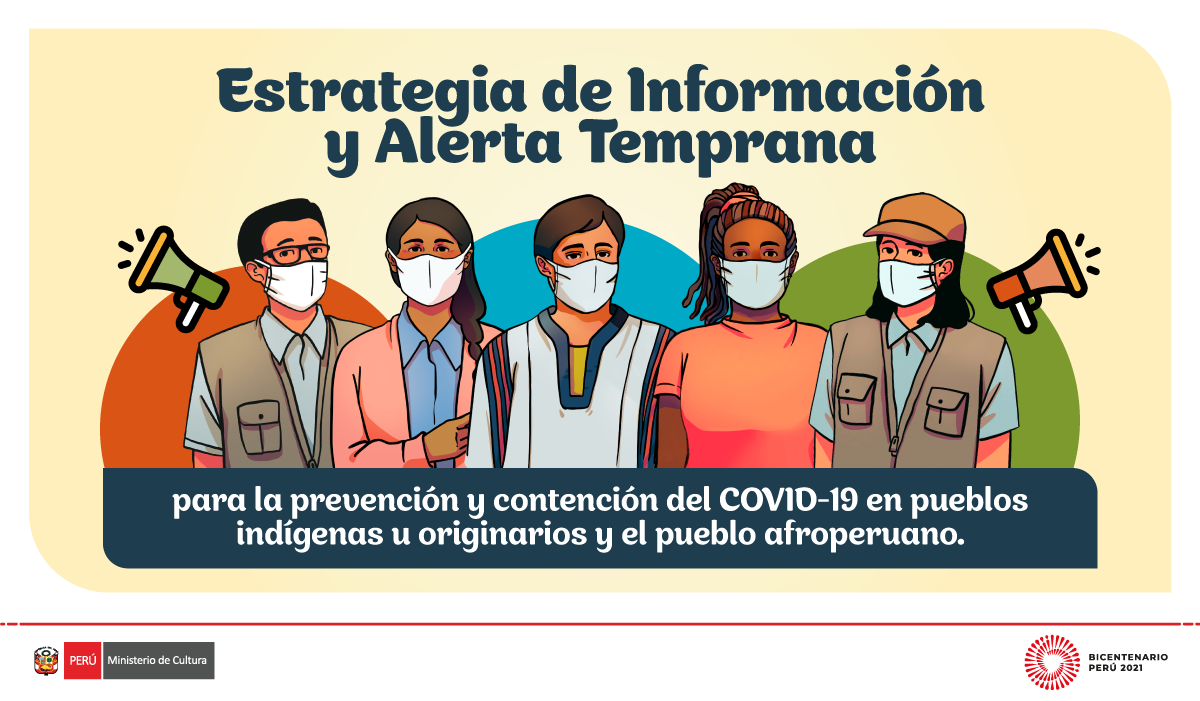 Estrategia de Información
y Alerta Temprana
para la prevención y contención del COVID-19 en pueblos
indígenas u originarios y el pueblo afroperuano.
PERÚ Ministerio de Cultura
BICENTENARIO
PERÚ 2021